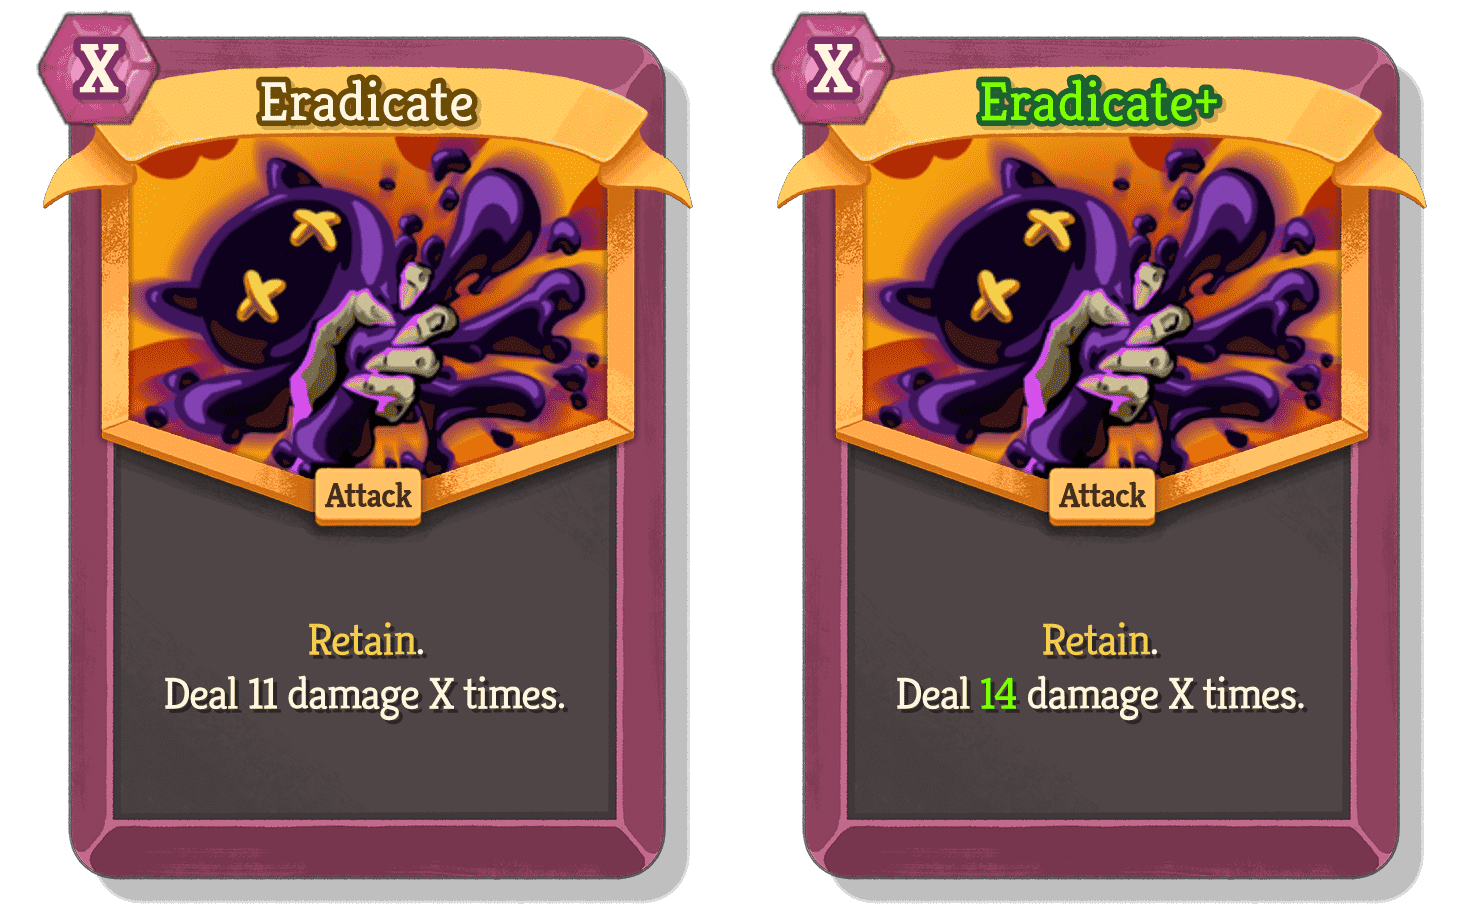 X
Eradicate
Attack
Retain.
Deal 11 damage X times.
X
Eradicate+
Attack
Retain.
Deal 14 damage X times.